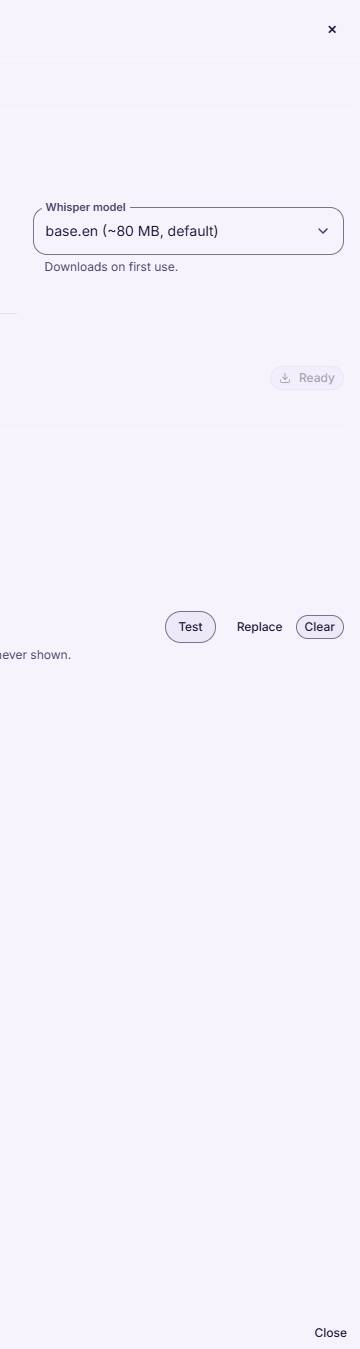 Whisper model
base.en (~80 MB, default)
Downloads on first use.
Ready
Test Replace Clear
never shown.
Close